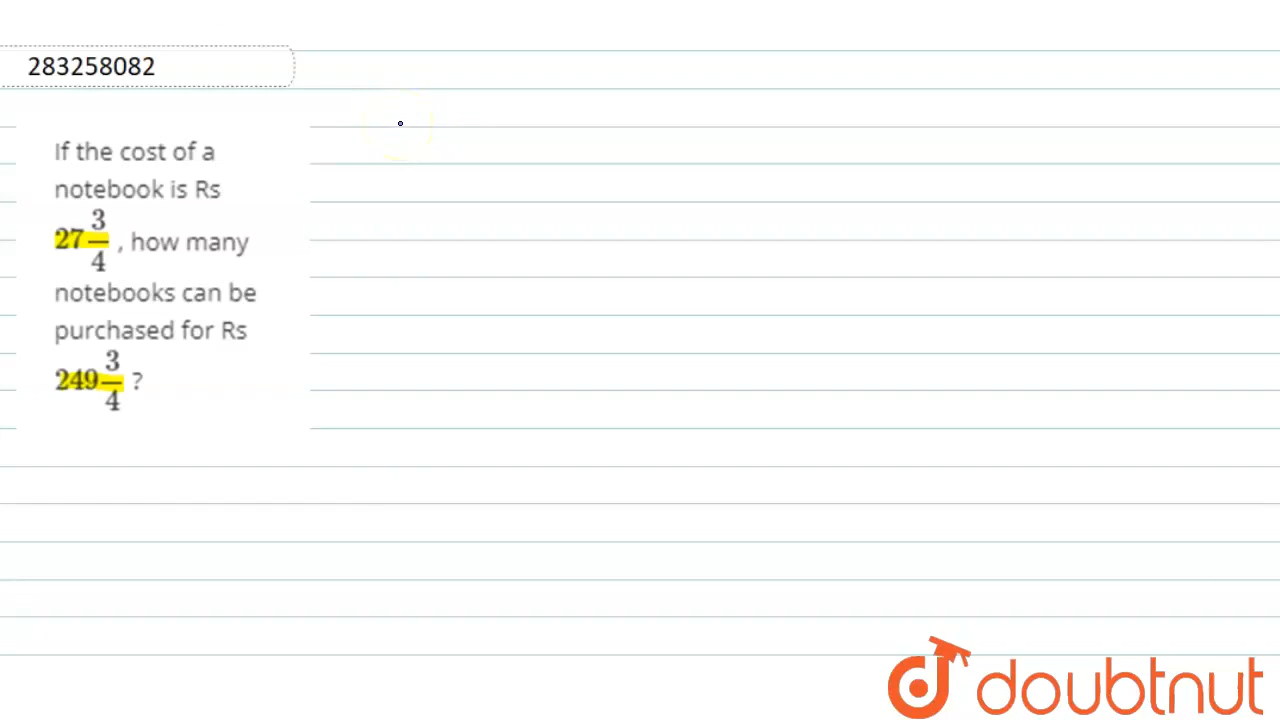 283258082
If the cost of a
notebook is Rs
27 3/4 , how many
notebooks can be
purchased for Rs
249 3/4 ?
doubtnut